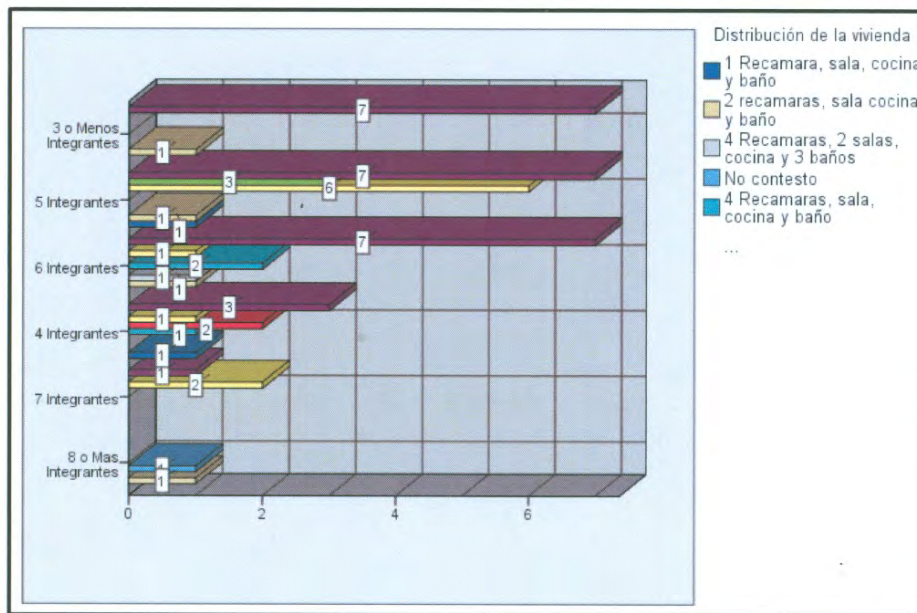 Distribución de la vivienda
1 Recamara, sala, cocina
y baño
2 recamaras, sala cocina
y baño
4 Recamaras, 2 salas,
cocina y 3 baños
No contesto
4 Recamaras, sala,
cocina y baño
...
3 o Menos
Integrantes
5 Integrantes
6 Integrantes
4 Integrantes
7 Integrantes
8 o Mas
Integrantes
7
1
7
3
6
1
1
7
1
2
1
1
3
1
2
1
1
1
2
1
0
2
4
6